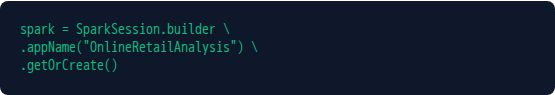 spark = SparkSession.builder \
.appName("OnlineRetailAnalysis") \
.getOrCreate()